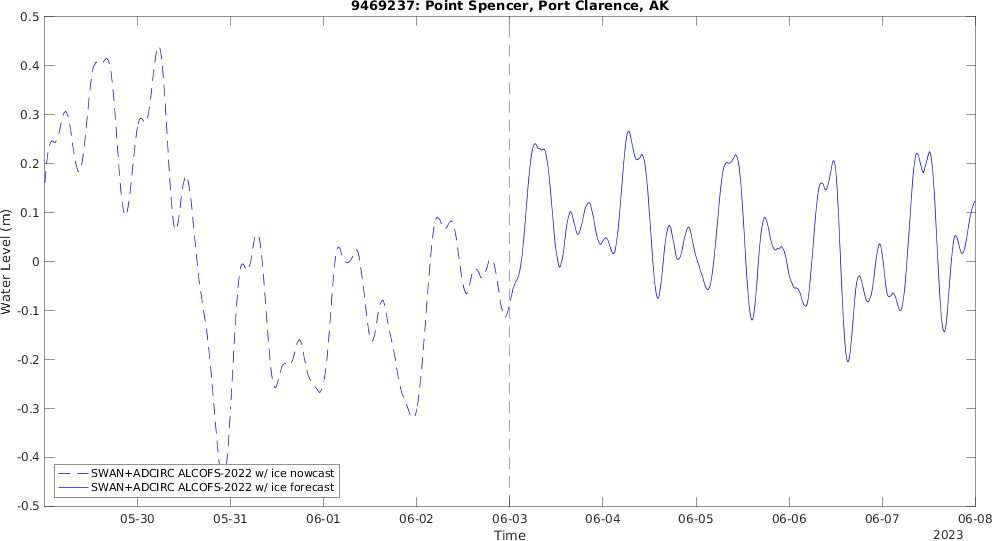 9469237: Point Spencer, Port Clarence, AK
0.5
0.4
0.3
0.2
0.1
0
-0.1
-0.2
-0.3
-0.4
-0.5
Water Level (m)
SWAN+ADCIRC ALCOFS-2022 w/ ice nowcast
SWAN+ADCIRC ALCOFS-2022 w/ ice forecast
05-30 05-31 06-01 06-02 06-03 06-04 06-05 06-06 06-07 06-08
Time
2023